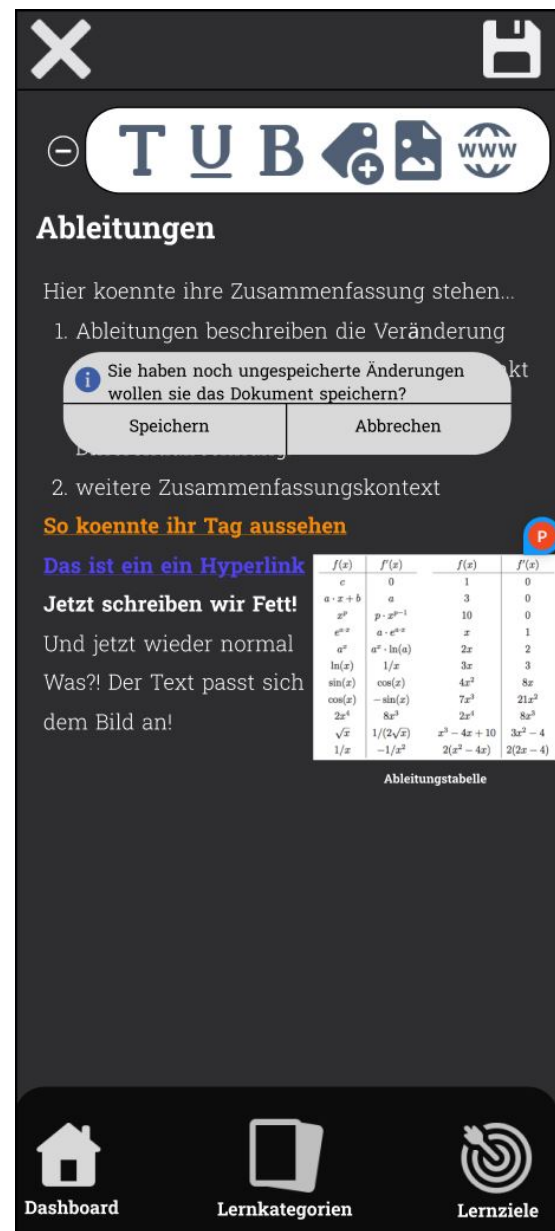 T U B www
Ableitungen
Hier koennte ihre Zusammenfassung stehen...
1. Ableitungen beschreiben die Veränderung
kt
Sie haben noch ungespeicherte Änderungen
wollen sie das Dokument speichern?
Speichern Abbrechen
2. weitere Zusammenfassungskontext
So koennte ihr Tag aussehen
P
Das ist ein ein Hyperlink
Jetzt schreiben wir Fett!
Und jetzt wieder normal
Was?! Der Text passt sich
dem Bild an!
f(x) f'(x) f(x) f'(x)
c 0 1 0
a · x + b a 3 0
x^p p · x^{p−1} 10 0
e^{a·x} a · e^{a·x} x 1
a^x a^x · ln(a) 2x 2
ln(x) 1/x 3x 3
sin(x) cos(x) 4x² 8x
cos(x) − sin(x) 7x³ 21x²
2x⁴ 8x³ 2x⁴ 8x³
√x 1/(2√x) x³ − 4x + 10 3x² − 4
1/x −1/x² 2(x² − 4x) 2(2x − 4)
Ableitungstabelle
Dashboard Lernkategorien Lernziele